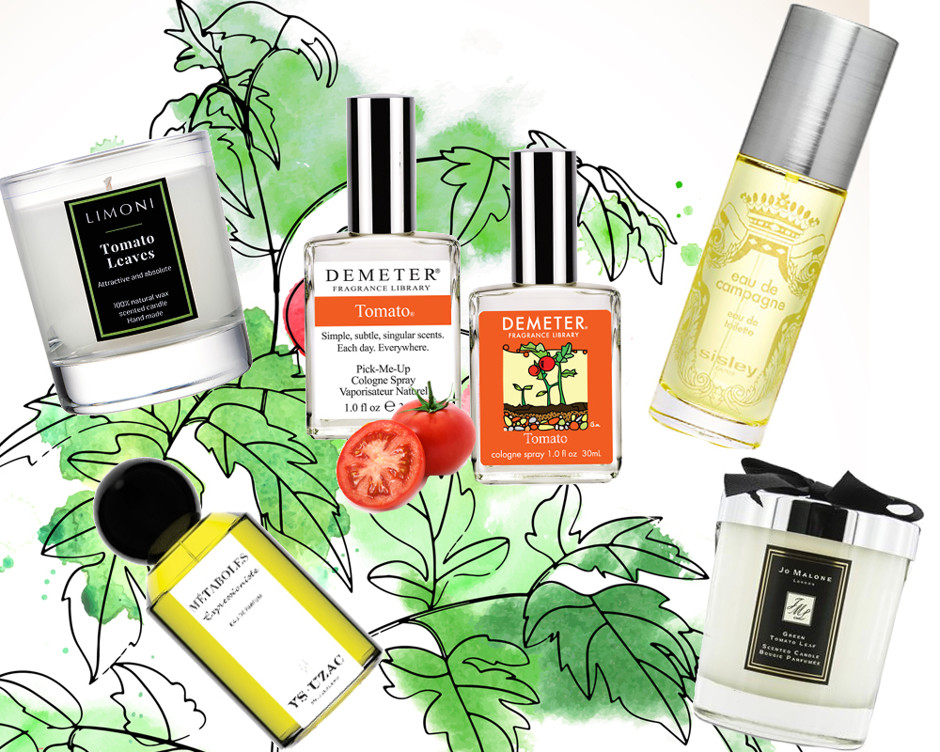 LIMONI
Tomato
Leaves
Attractive and absolute
100% natural wax
scented candle
Hand made
DEMETER®
FRAGRANCE LIBRARY
Tomato®
Simple, subtle, singular scents.
Each day. Everywhere.
Pick-Me-Up
Cologne Spray
Vaporisateur Naturel
1.0 fl oz ℮
DEMETER®
FRAGRANCE LIBRARY
Tomato
cologne spray 1.0 fl oz 30mL
eau de
campagne
eau de
toilette
sisley
MÉTABOLES
Expressioniste
EAU DE PARFUM
YS·UZAC
JO MALONE
LONDON
JML
GREEN
TOMATO LEAF
SCENTED CANDLE
BOUGIE PARFUMÉE